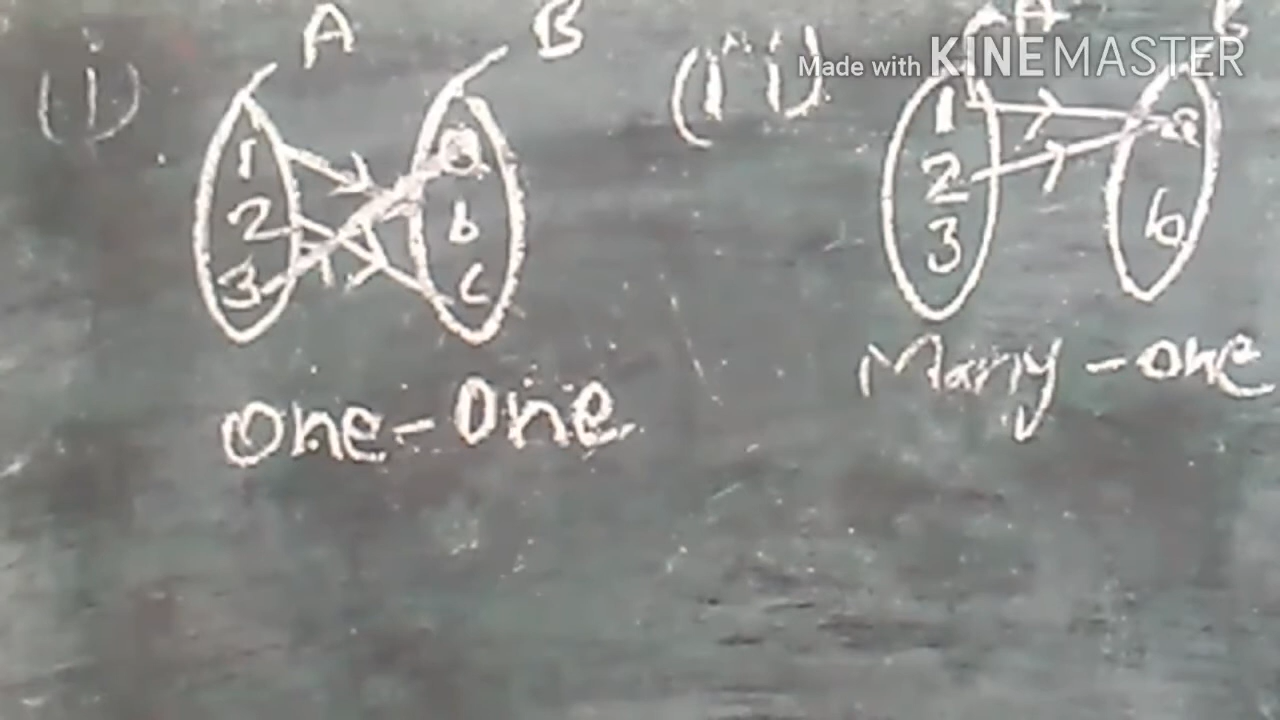 (i) A B
1 a
2 b
3 c
One-One
(ii) A B
1 a
2 b
3
Many-one
Made with KINEMASTER